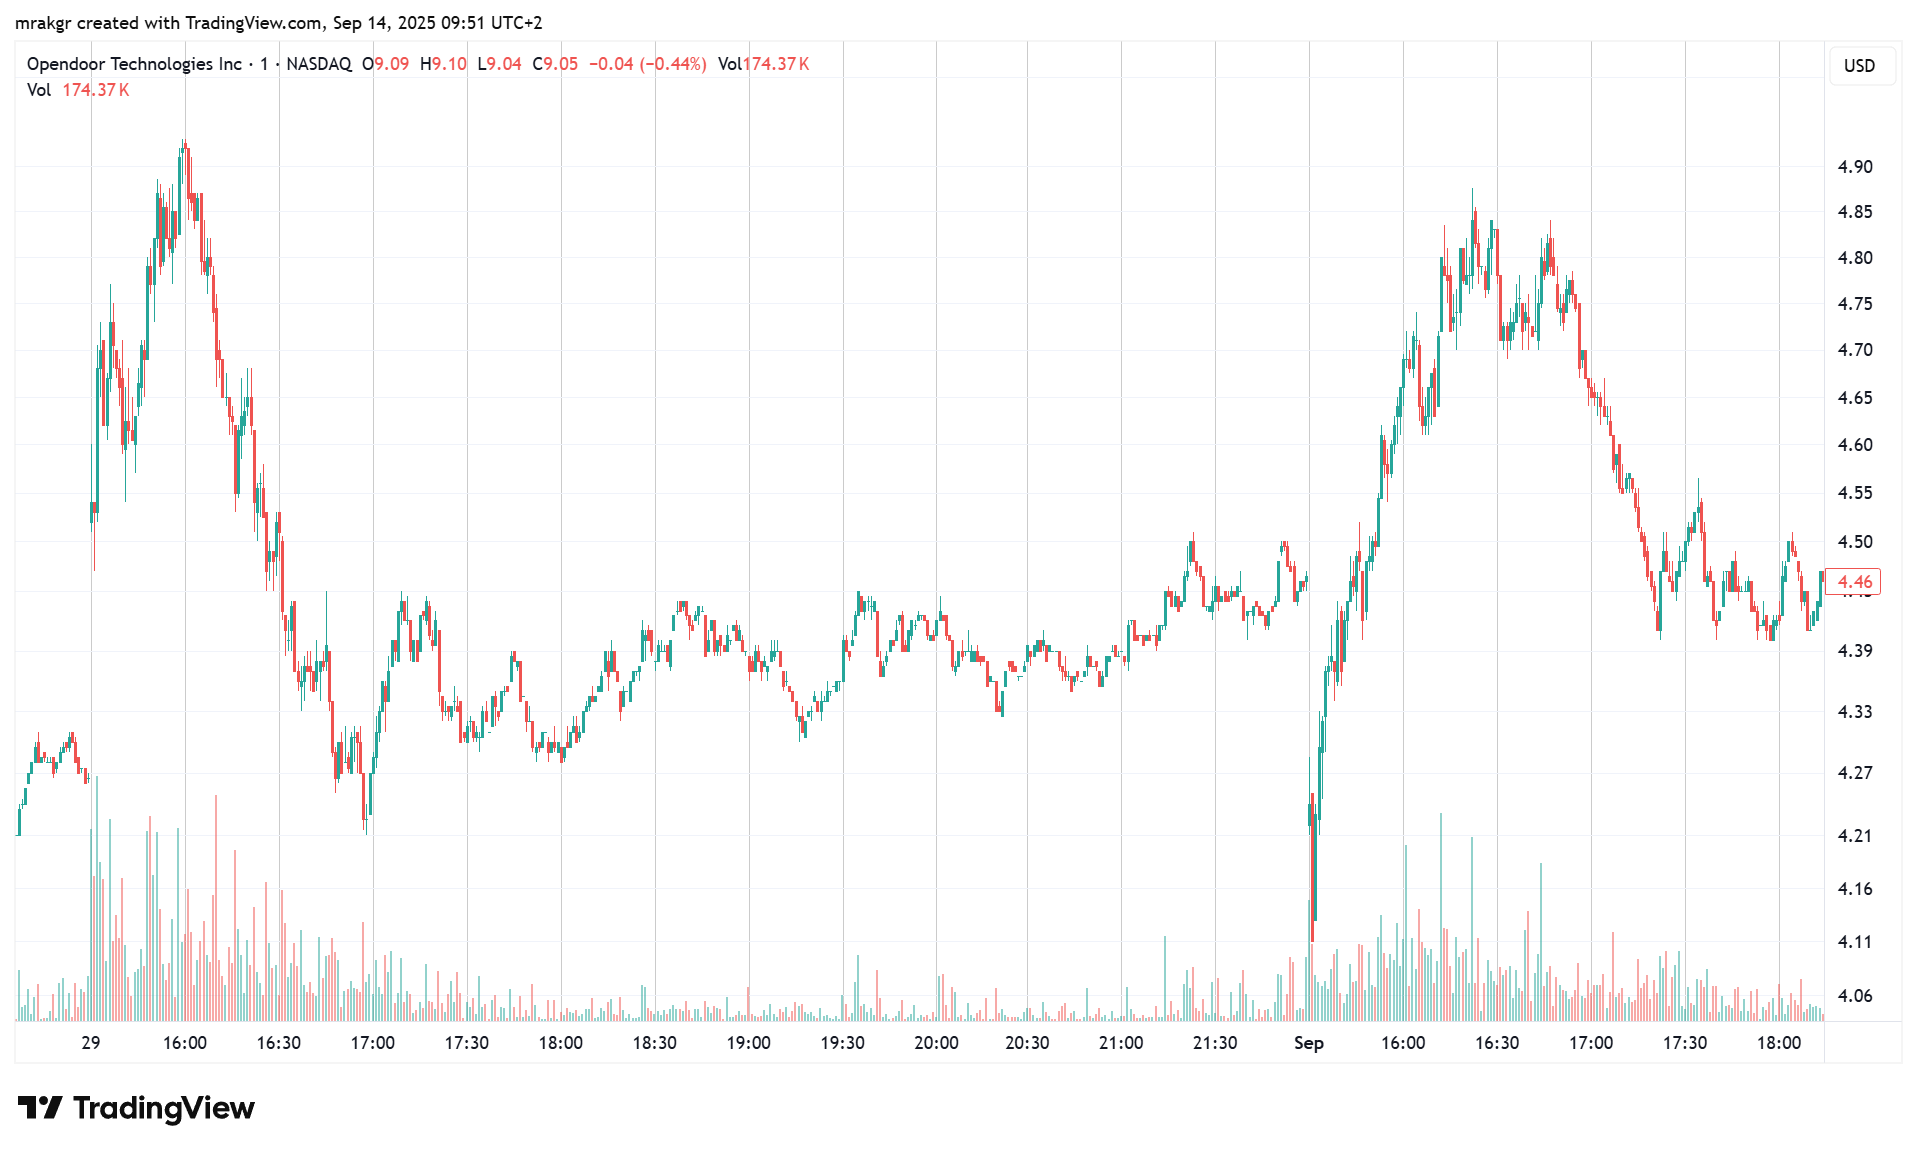 mrakgr created with TradingView.com, Sep 14, 2025 09:51 UTC+2
Opendoor Technologies Inc · 1 · NASDAQ O9.09 H9.10 L9.04 C9.05 −0.04 (−0.44%) Vol174.37 K
Vol 174.37 K
USD
4.90
4.85
4.80
4.75
4.70
4.65
4.60
4.55
4.50
4.46
4.39
4.33
4.27
4.21
4.16
4.11
4.06
29 16:00 16:30 17:00 17:30 18:00 18:30 19:00 19:30 20:00 20:30 21:00 21:30 Sep 16:00 16:30 17:00 17:30 18:00
TradingView